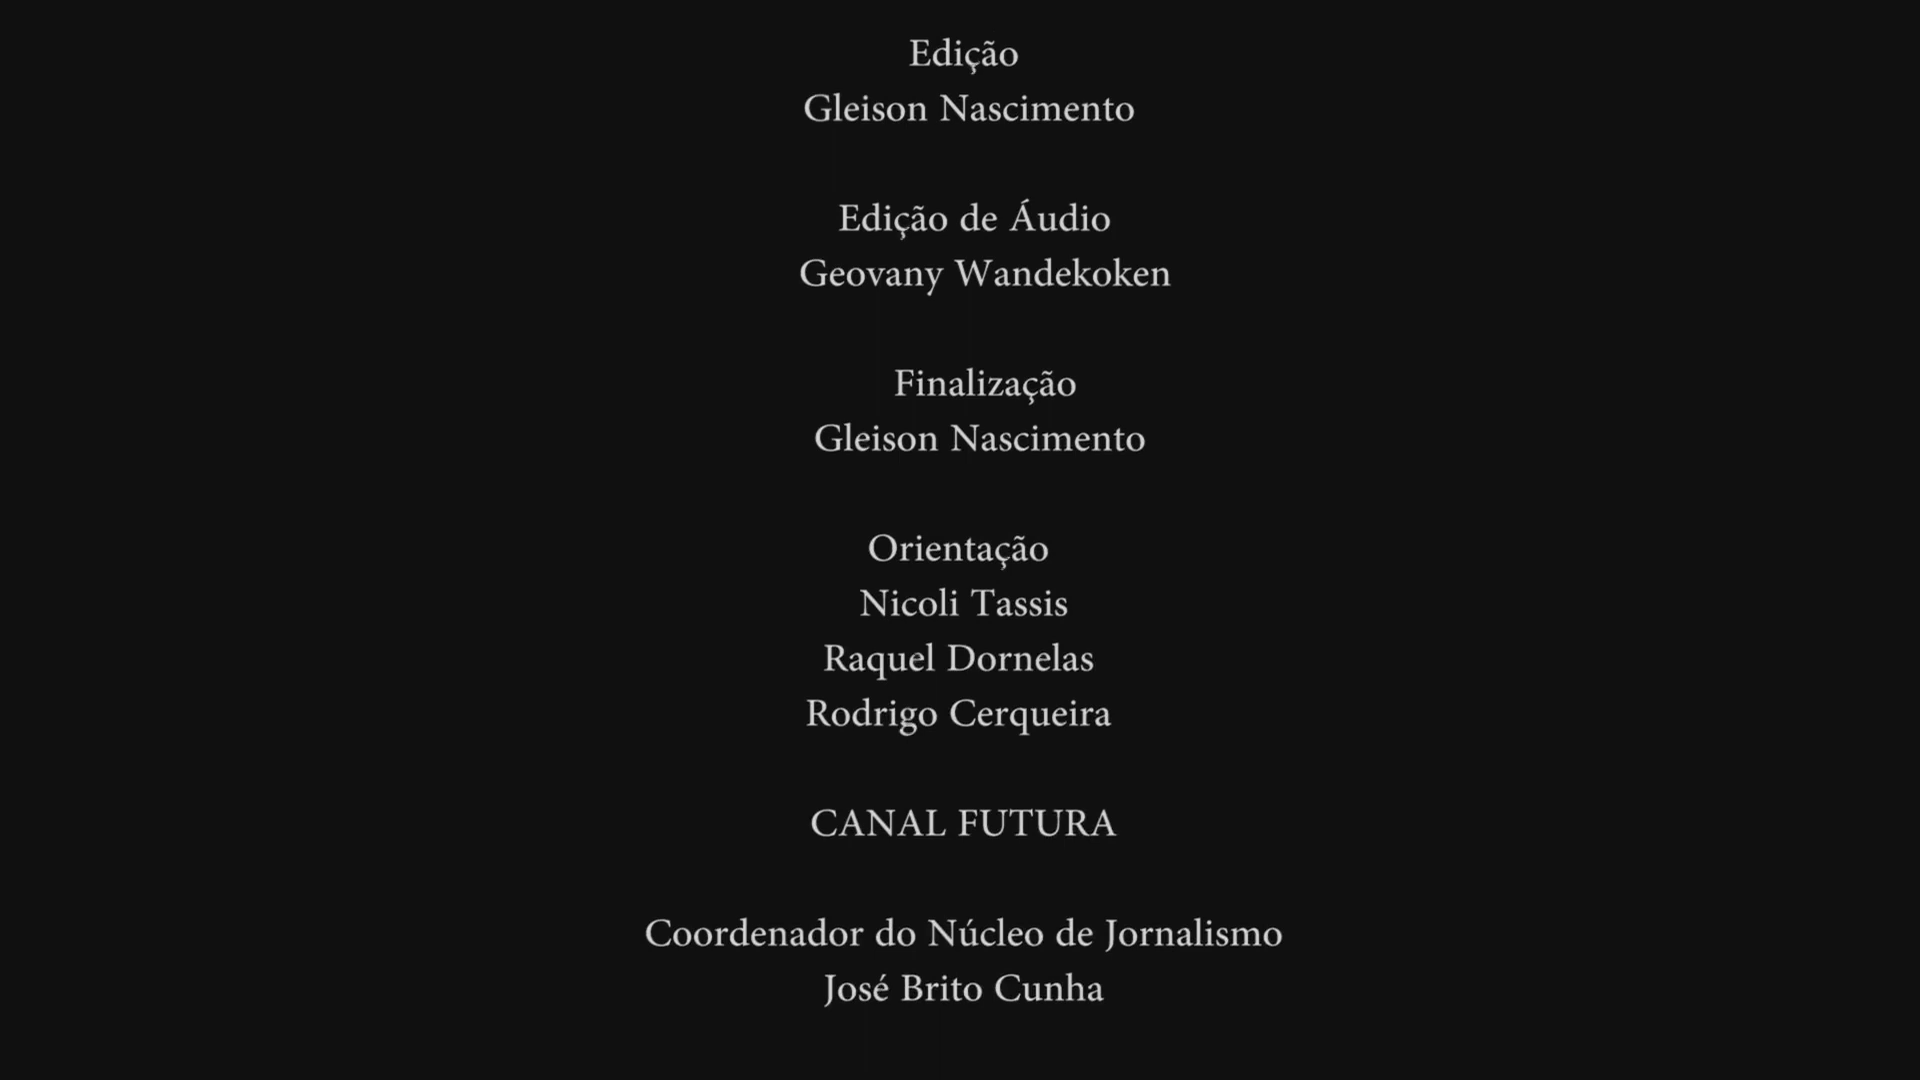 Edição
Gleison Nascimento
Edição de Áudio
Geovany Wandekoken
Finalização
Gleison Nascimento
Orientação
Nicoli Tassis
Raquel Dornelas
Rodrigo Cerqueira
CANAL FUTURA
Coordenador do Núcleo de Jornalismo
José Brito Cunha